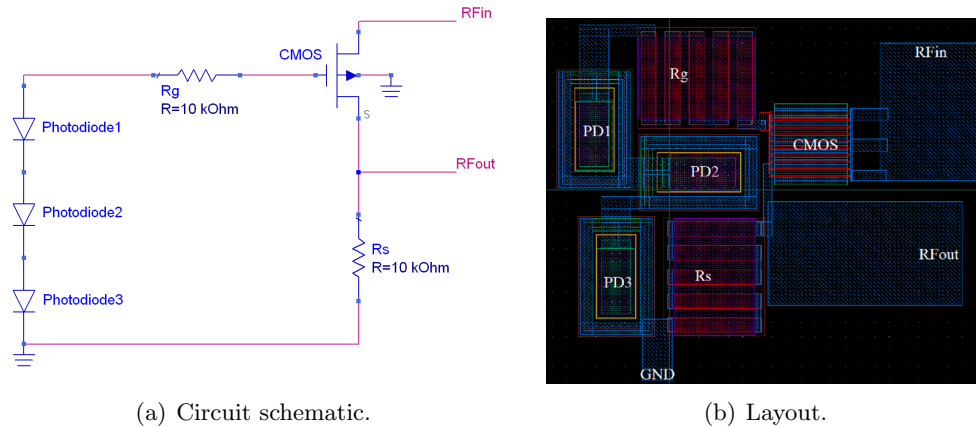 RFin
CMOS
Rg
R=10 kOhm
S
Photodiode1
RFout
Photodiode2
Rs
R=10 kOhm
Photodiode3
RFin
Rg
PD1
CMOS
PD2
RFout
PD3
Rs
GND
(a) Circuit schematic.
(b) Layout.